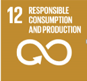 12 RESPONSIBLE
CONSUMPTION
AND PRODUCTION